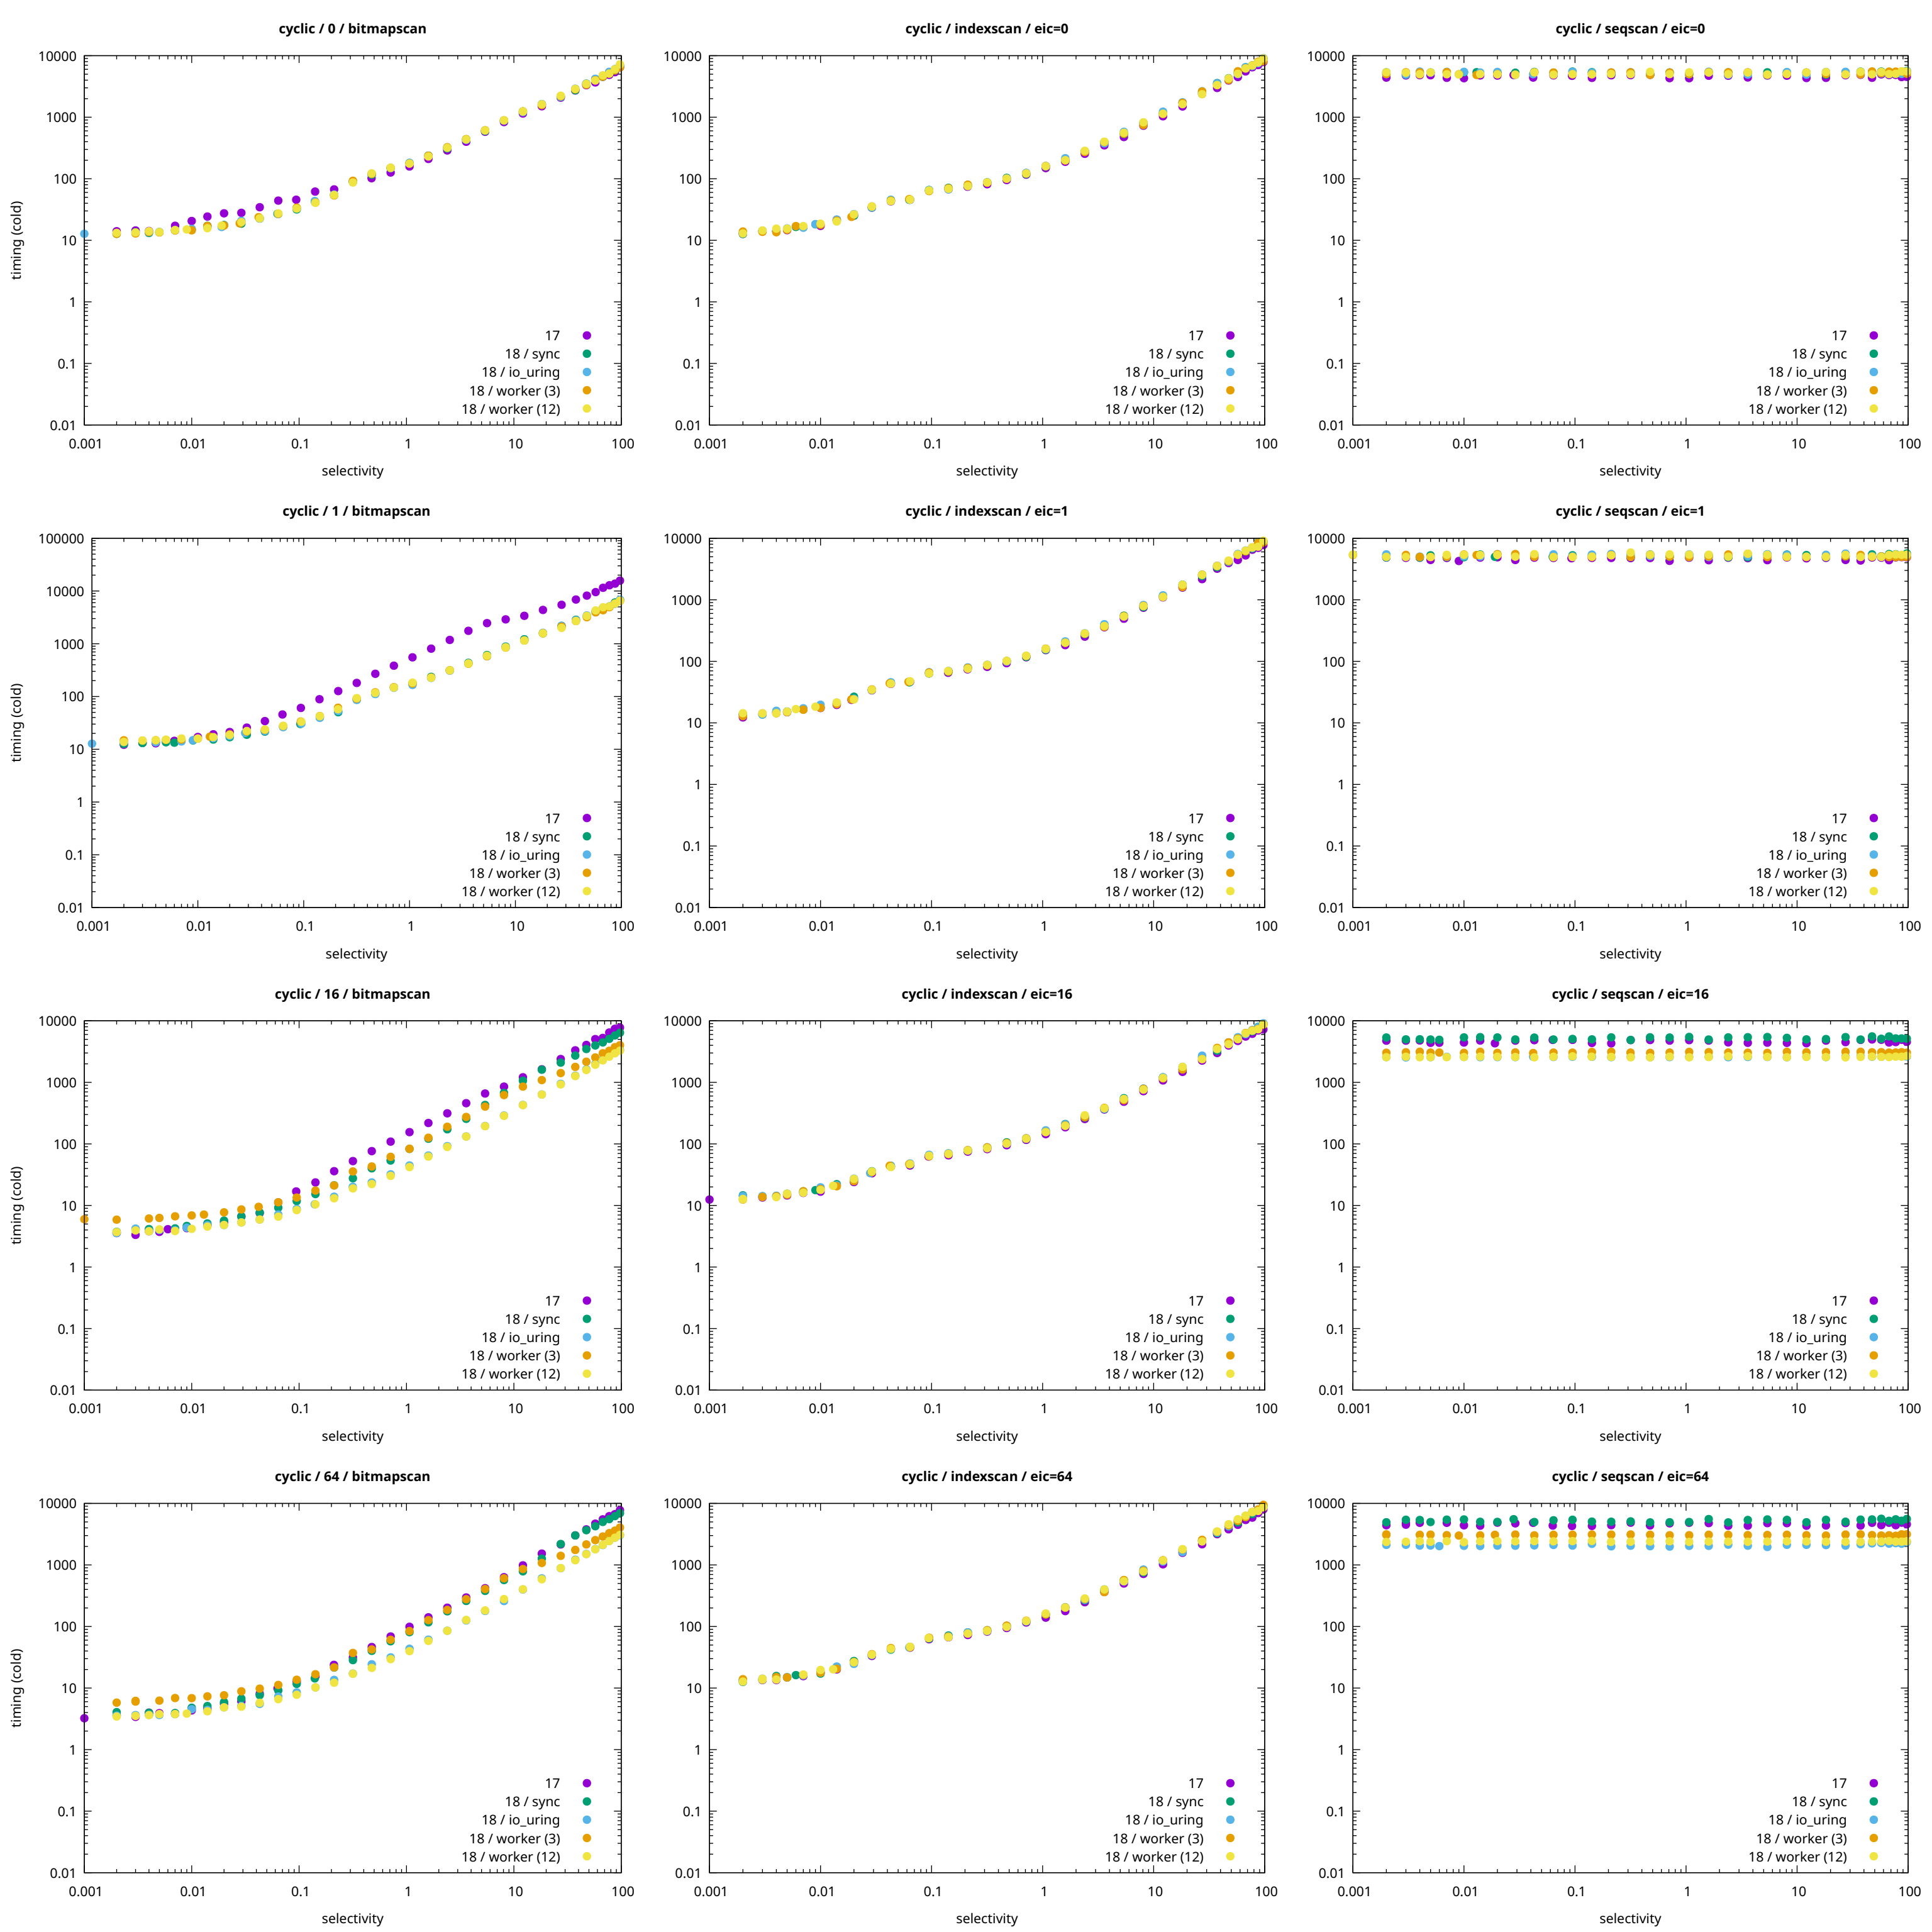 cyclic / 0 / bitmapscan
timing (cold)
10000
1000
100
10
1
0.1
0.01
17
18 / sync
18 / io_uring
18 / worker (3)
18 / worker (12)
0.001 0.01 0.1 1 10 100
selectivity
cyclic / indexscan / eic=0
10000
1000
100
10
1
0.1
0.01
17
18 / sync
18 / io_uring
18 / worker (3)
18 / worker (12)
0.001 0.01 0.1 1 10 100
selectivity
cyclic / seqscan / eic=0
10000
1000
100
10
1
0.1
0.01
17
18 / sync
18 / io_uring
18 / worker (3)
18 / worker (12)
0.001 0.01 0.1 1 10 100
selectivity
cyclic / 1 / bitmapscan
timing (cold)
100000
10000
1000
100
10
1
0.1
0.01
17
18 / sync
18 / io_uring
18 / worker (3)
18 / worker (12)
0.001 0.01 0.1 1 10 100
selectivity
cyclic / indexscan / eic=1
10000
1000
100
10
1
0.1
0.01
17
18 / sync
18 / io_uring
18 / worker (3)
18 / worker (12)
0.001 0.01 0.1 1 10 100
selectivity
cyclic / seqscan / eic=1
10000
1000
100
10
1
0.1
0.01
17
18 / sync
18 / io_uring
18 / worker (3)
18 / worker (12)
0.001 0.01 0.1 1 10 100
selectivity
cyclic / 16 / bitmapscan
timing (cold)
10000
1000
100
10
1
0.1
0.01
17
18 / sync
18 / io_uring
18 / worker (3)
18 / worker (12)
0.001 0.01 0.1 1 10 100
selectivity
cyclic / indexscan / eic=16
10000
1000
100
10
1
0.1
0.01
17
18 / sync
18 / io_uring
18 / worker (3)
18 / worker (12)
0.001 0.01 0.1 1 10 100
selectivity
cyclic / seqscan / eic=16
10000
1000
100
10
1
0.1
0.01
17
18 / sync
18 / io_uring
18 / worker (3)
18 / worker (12)
0.001 0.01 0.1 1 10 100
selectivity
cyclic / 64 / bitmapscan
timing (cold)
10000
1000
100
10
1
0.1
0.01
17
18 / sync
18 / io_uring
18 / worker (3)
18 / worker (12)
0.001 0.01 0.1 1 10 100
selectivity
cyclic / indexscan / eic=64
10000
1000
100
10
1
0.1
0.01
17
18 / sync
18 / io_uring
18 / worker (3)
18 / worker (12)
0.001 0.01 0.1 1 10 100
selectivity
cyclic / seqscan / eic=64
10000
1000
100
10
1
0.1
0.01
17
18 / sync
18 / io_uring
18 / worker (3)
18 / worker (12)
0.001 0.01 0.1 1 10 100
selectivity